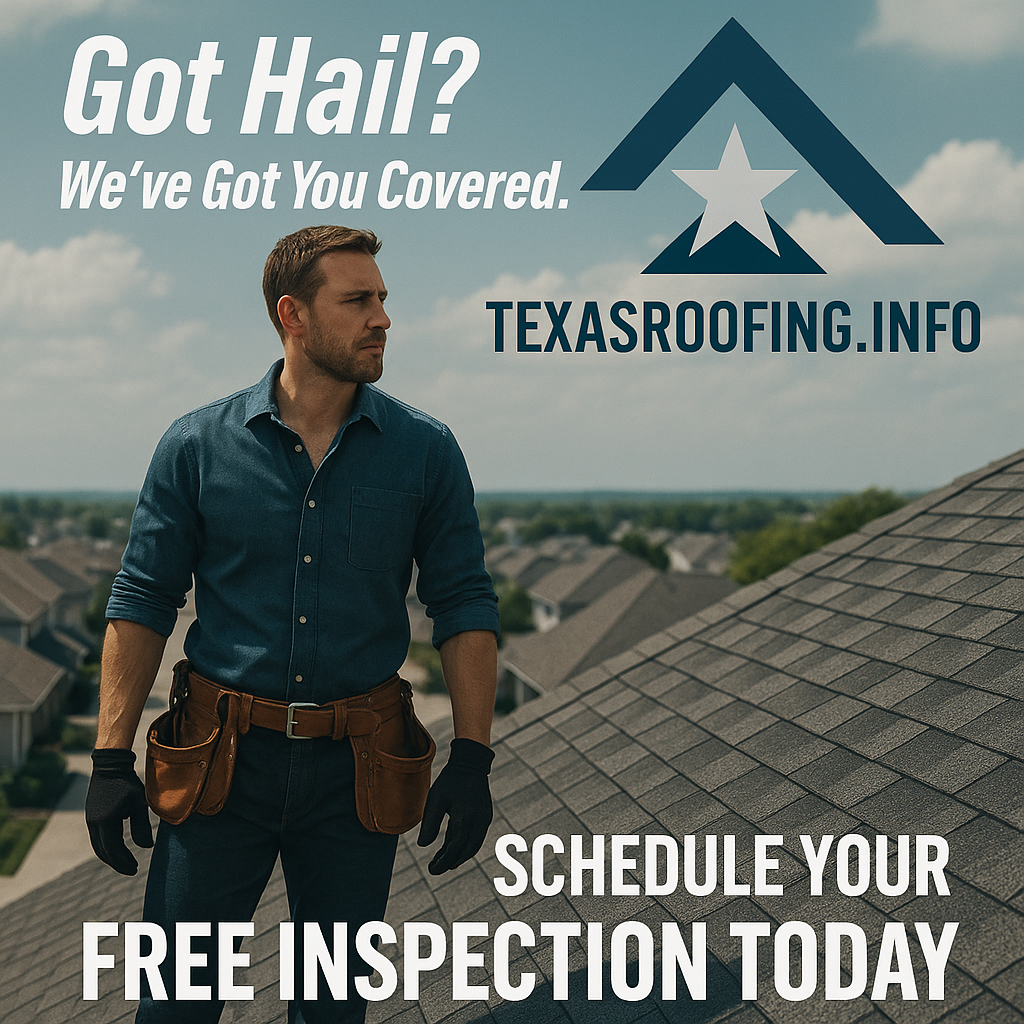 Got Hail?
We've Got You Covered.
TEXASROOFING.INFO
SCHEDULE YOUR
FREE INSPECTION TODAY